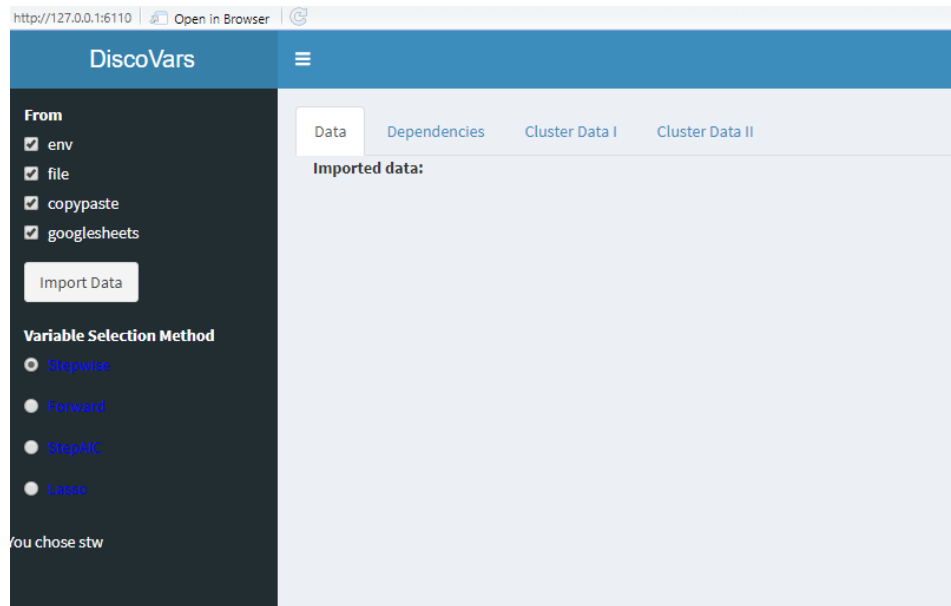 http://127.0.0.1:6110 Open in Browser
DiscoVars
From
env
file
copypaste
googlesheets
Import Data
Variable Selection Method
Stepwise
Forward
StepAIC
Lasso
You chose stw
Data Dependencies Cluster Data I Cluster Data II
Imported data: